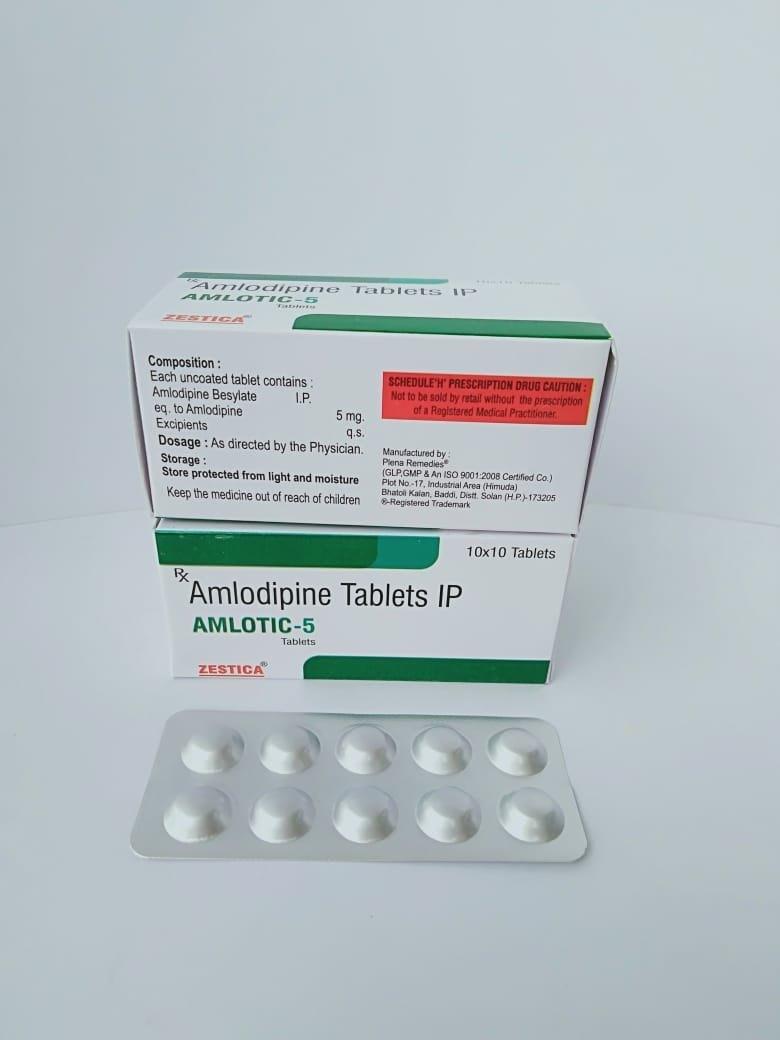 Rx
Amlodipine Tablets IP
10x10 Tablets
AMLOTIC-5
Tablets
ZESTICA®
Composition :
Each uncoated tablet contains :
Amlodipine Besylate I.P.
eq. to Amlodipine 5 mg.
Excipients q.s.
Dosage : As directed by the Physician.
Storage :
Store protected from light and moisture
Keep the medicine out of reach of children
SCHEDULE'H' PRESCRIPTION DRUG CAUTION :
Not to be sold by retail without the prescription
of a Registered Medical Practitioner.
Manufactured by :
Plena Remedies®
(GLP,GMP & An ISO 9001:2008 Certified Co.)
Plot No.-17, Industrial Area (Himuda)
Bhatoli Kalan, Baddi, Distt. Solan (H.P.)-173205
®-Registered Trademark
10x10 Tablets
Rx
Amlodipine Tablets IP
AMLOTIC-5
Tablets
ZESTICA®